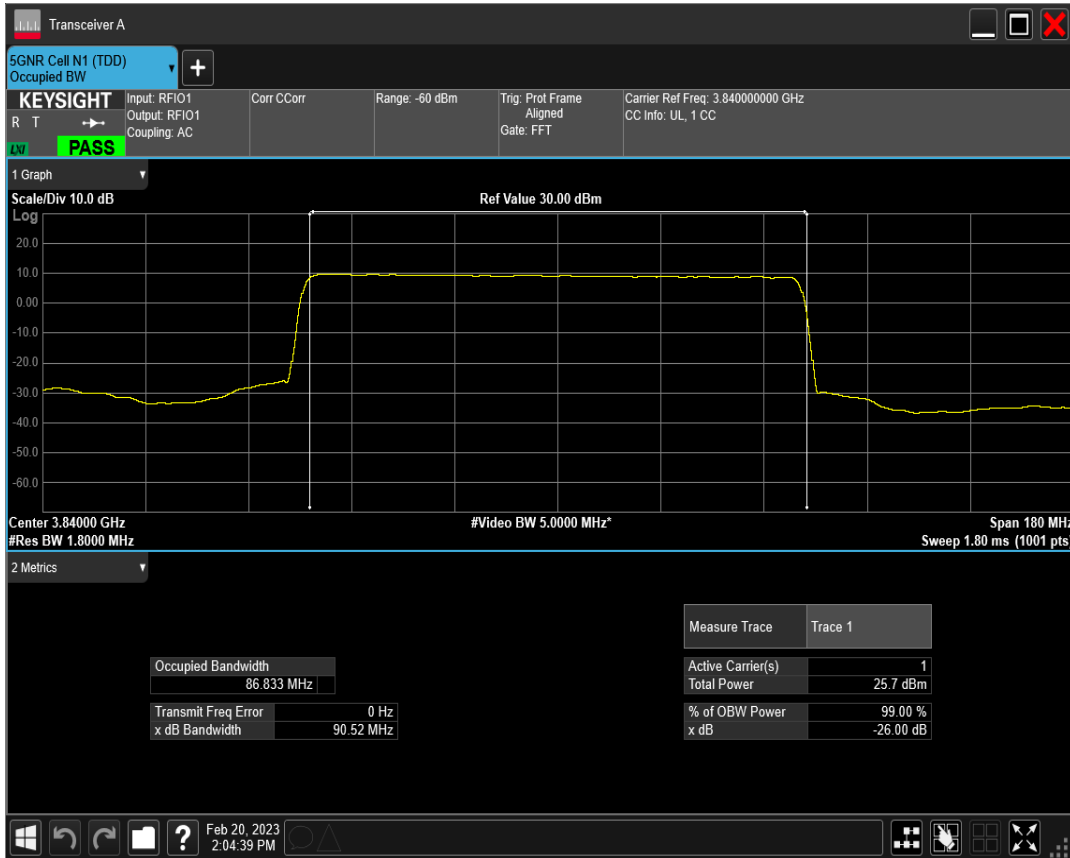 Transceiver A
5GNR Cell N1 (TDD)
Occupied BW
+
KEYSIGHT
R T
LXI
PASS
Input: RFIO1
Output: RFIO1
Coupling: AC
Corr CCorr
Range: -60 dBm
Trig: Prot Frame
Aligned
Gate: FFT
Carrier Ref Freq: 3.840000000 GHz
CC Info: UL, 1 CC
1 Graph
Scale/Div 10.0 dB
Ref Value 30.00 dBm
Log
20.0
10.0
0.00
-10.0
-20.0
-30.0
-40.0
-50.0
-60.0
Center 3.84000 GHz
#Video BW 5.0000 MHz*
Span 180 MHz
#Res BW 1.8000 MHz
Sweep 1.80 ms (1001 pts)
2 Metrics
Measure Trace Trace 1
Occupied Bandwidth
86.833 MHz
Active Carrier(s) 1
Total Power 25.7 dBm
Transmit Freq Error 0 Hz
x dB Bandwidth 90.52 MHz
% of OBW Power 99.00 %
x dB -26.00 dB
?
Feb 20, 2023
2:04:39 PM